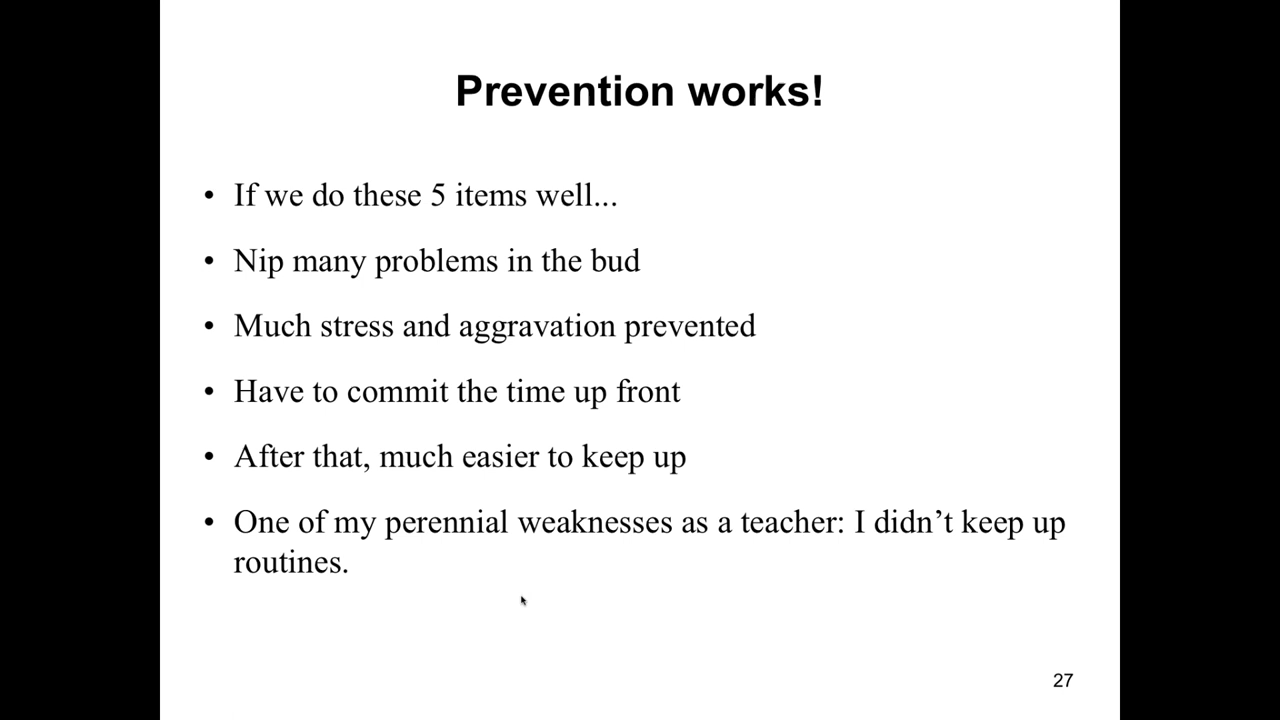 Prevention works!
• If we do these 5 items well...
• Nip many problems in the bud
• Much stress and aggravation prevented
• Have to commit the time up front
• After that, much easier to keep up
• One of my perennial weaknesses as a teacher: I didn’t keep up
routines.
27